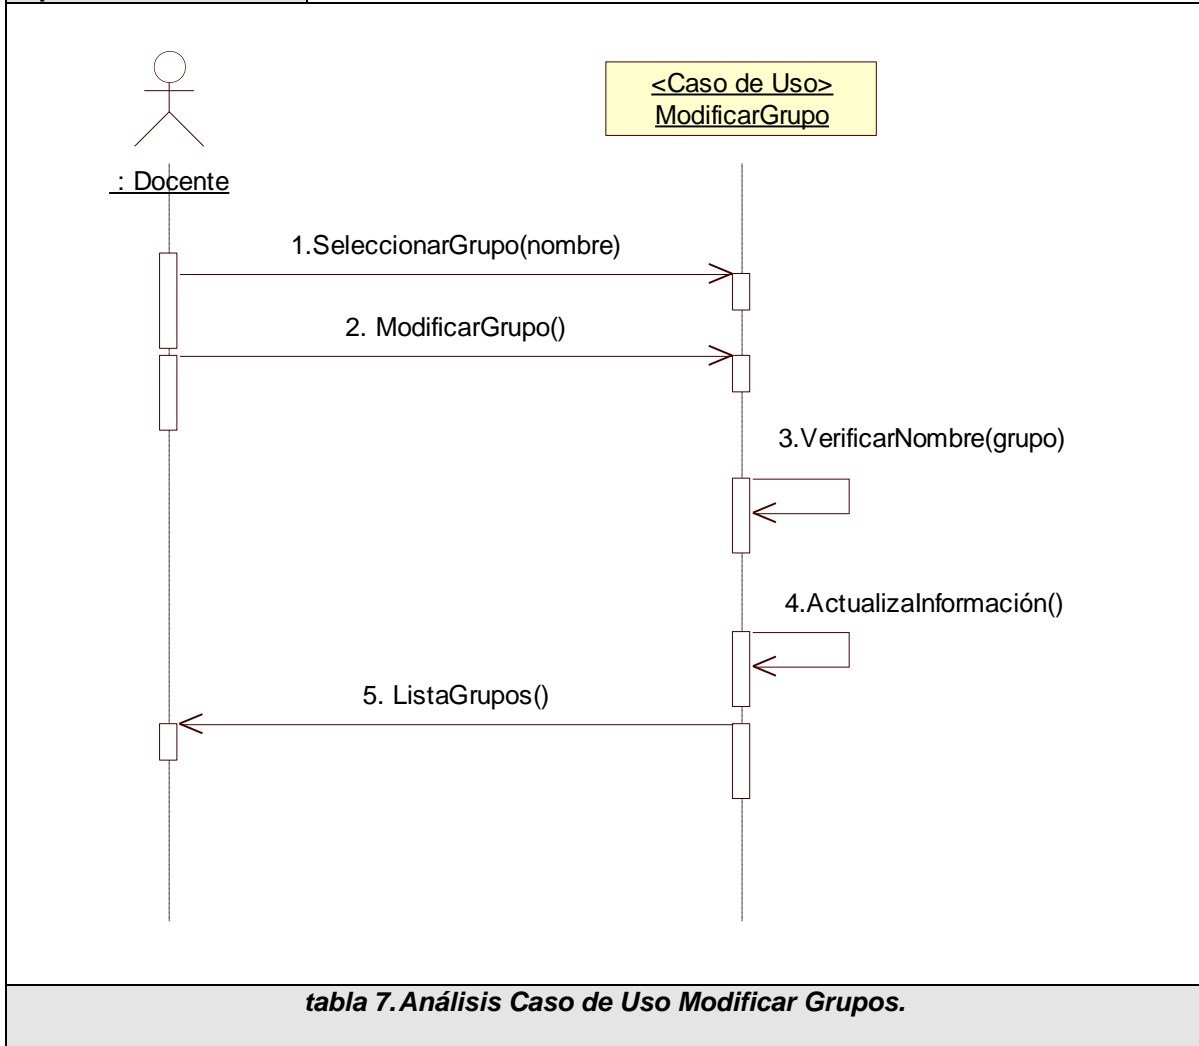 <Caso de Uso>
ModificarGrupo
: Docente
1.SeleccionarGrupo(nombre)
2. ModificarGrupo()
3.VerificarNombre(grupo)
4.ActualizaInformación()
5. ListaGrupos()
tabla 7.Análisis Caso de Uso Modificar Grupos.